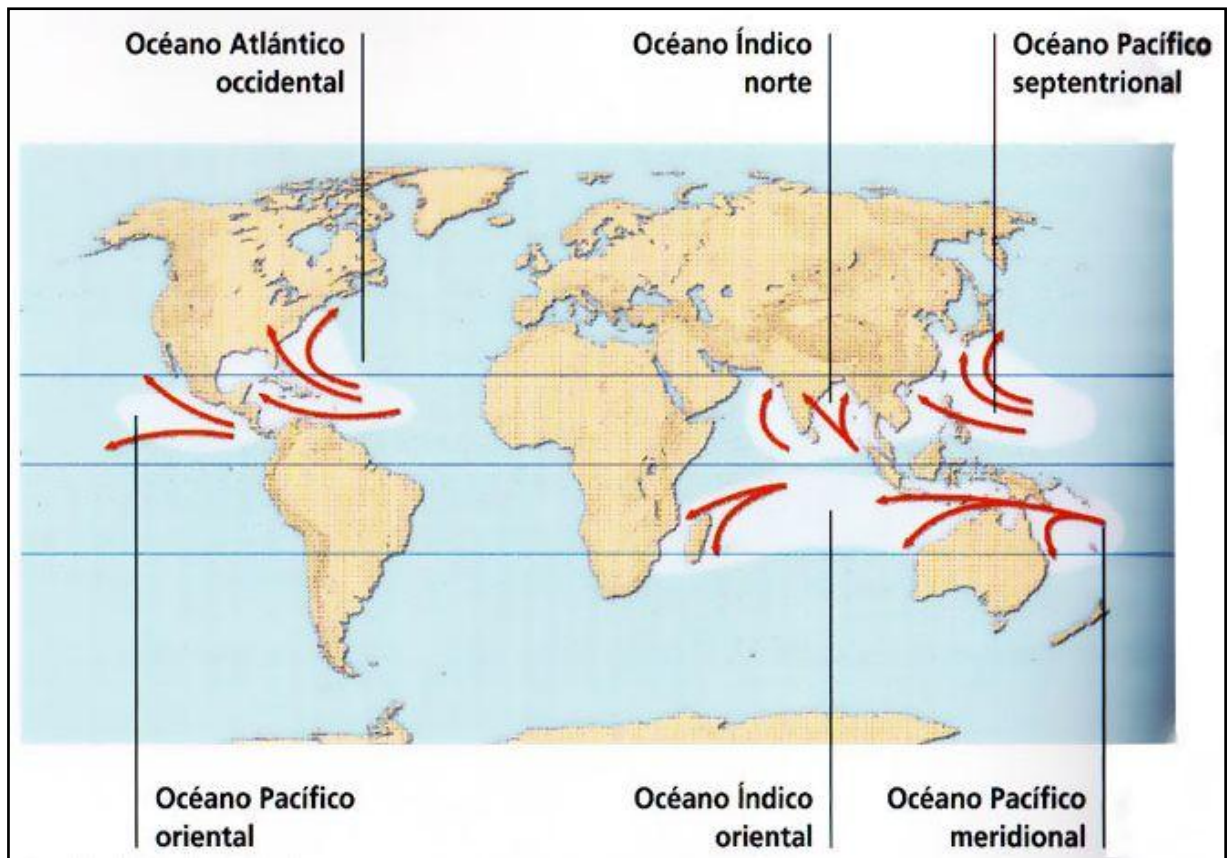 Océano Atlántico
occidental
Océano Índico
norte
Océano Pacífico
septentrional
Océano Pacífico
oriental
Océano Índico
oriental
Océano Pacífico
meridional